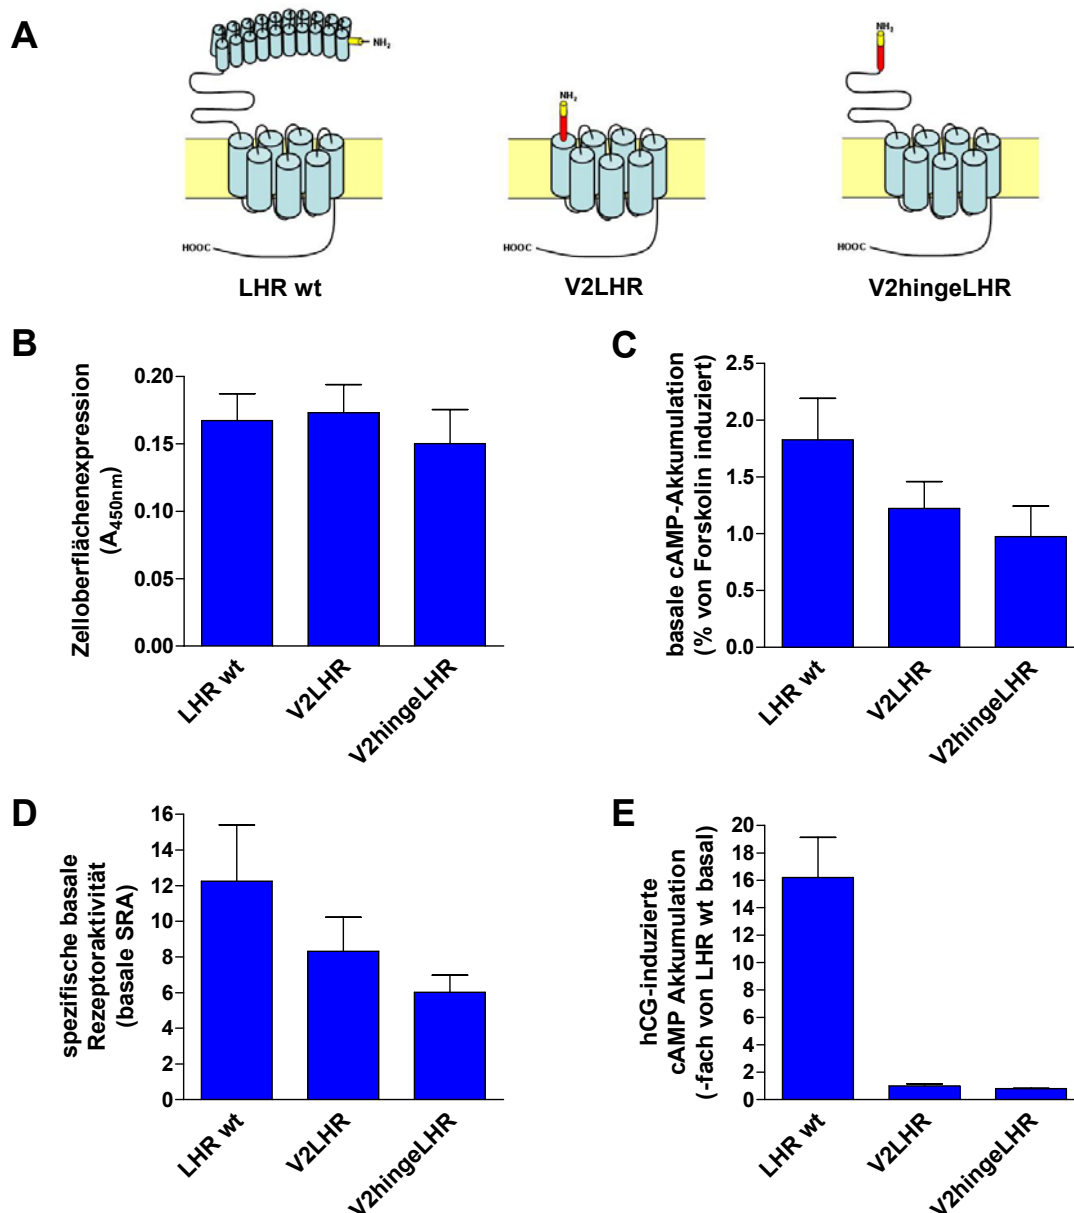 A
NH2
HOOC
LHR wt
NH2
HOOC
V2LHR
NH2
HOOC
V2hingeLHR
B
Zelloberflächenexpression
(A450nm)
0.20
0.15
0.10
0.05
0.00
LHR wt
V2LHR
V2hingeLHR
C
basale cAMP-Akkumulation
(% von Forskolin induziert)
2.5
2.0
1.5
1.0
0.5
0.0
LHR wt
V2LHR
V2hingeLHR
D
spezifische basale
Rezeptoraktivität
(basale SRA)
16
14
12
10
8
6
4
2
0
LHR wt
V2LHR
V2hingeLHR
E
hCG-induzierte
cAMP Akkumulation
(-fach von LHR wt basal)
20
18
16
14
12
10
8
6
4
2
0
LHR wt
V2LHR
V2hingeLHR